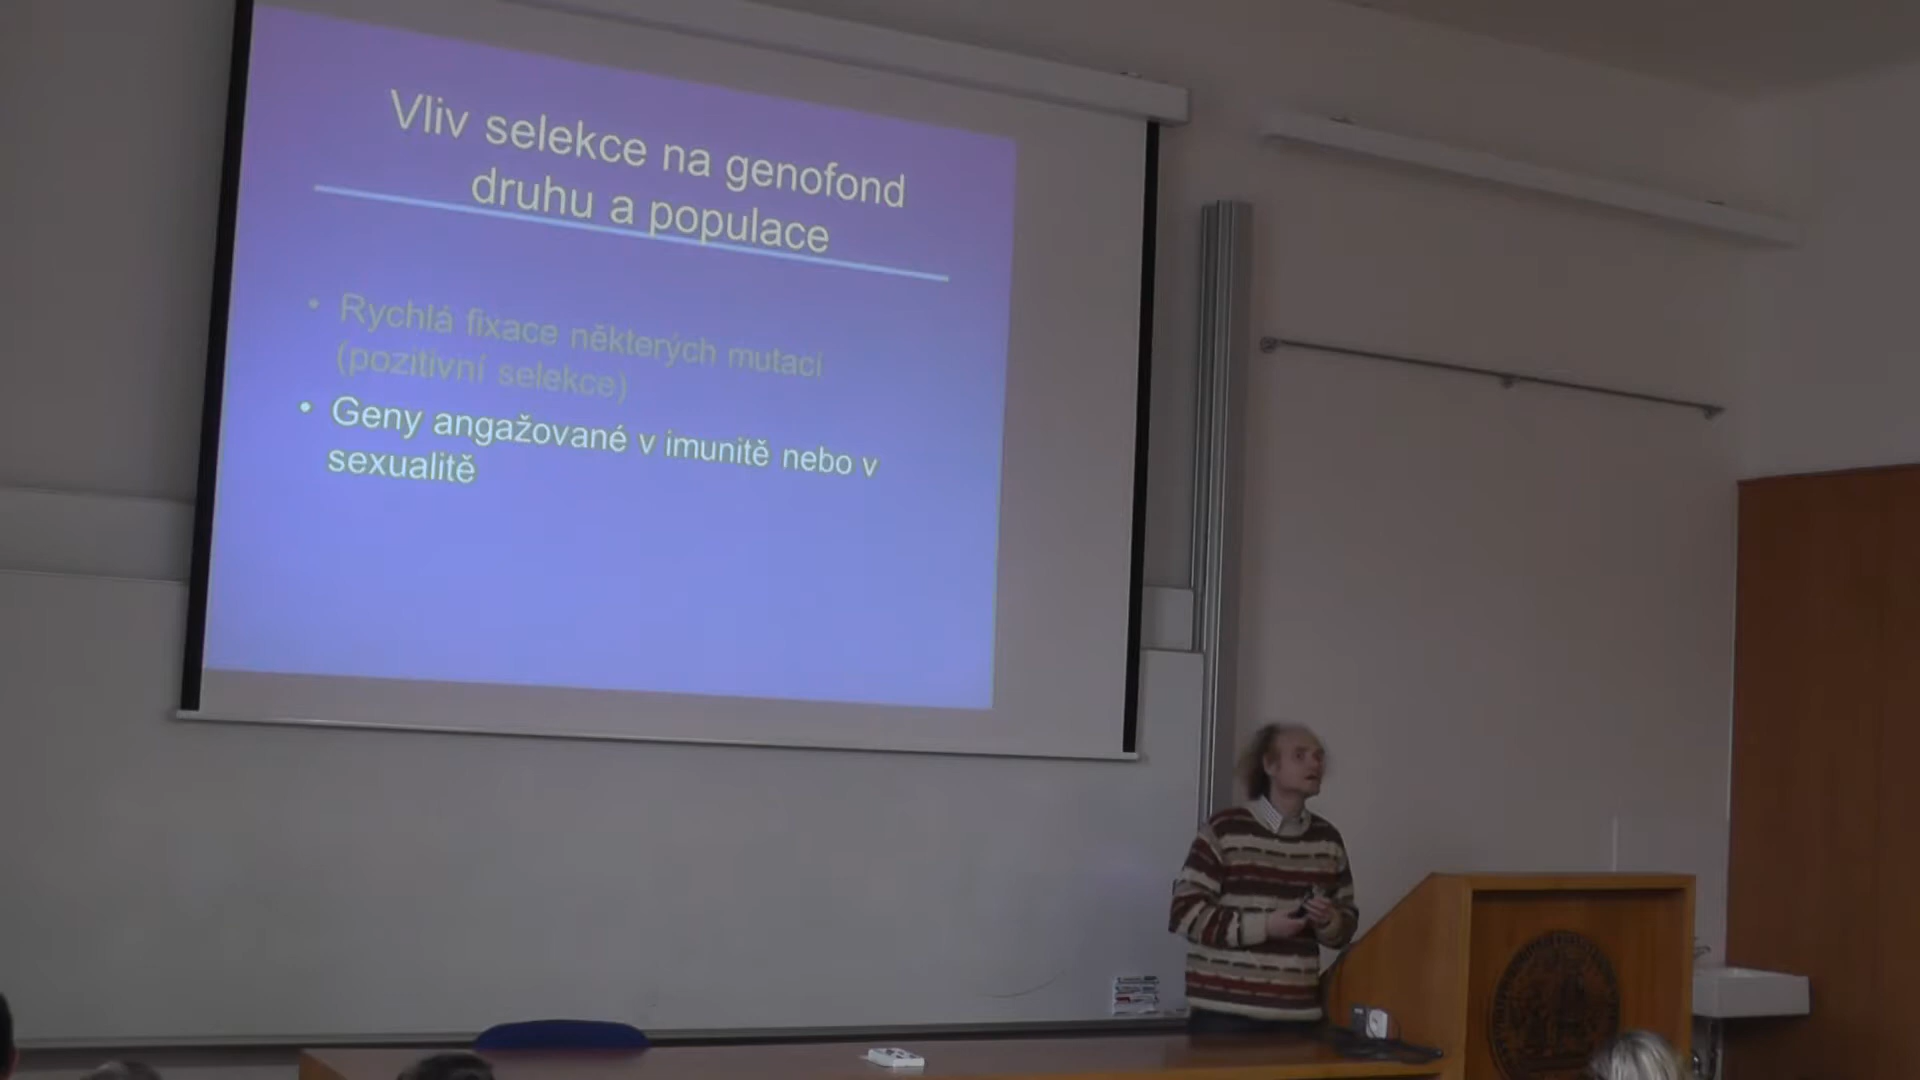 Vliv selekce na genofond
druhu a populace
• Rychlá fixace některých mutací
(pozitivní selekce)
• Geny angažované v imunitě nebo v
sexualitě